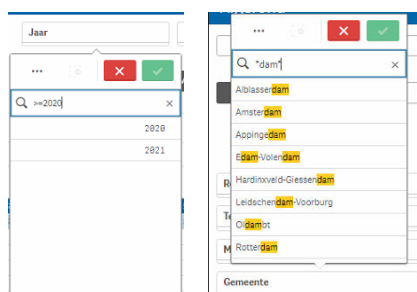 Jaar
...
>=2020
2020
2021
...
*dam*
Alblasserdam
Amsterdam
Appingedam
Edam-Volendam
Hardinxveld-Giessendam
Leidschendam-Voorburg
Oldambt
Rotterdam
Gemeente